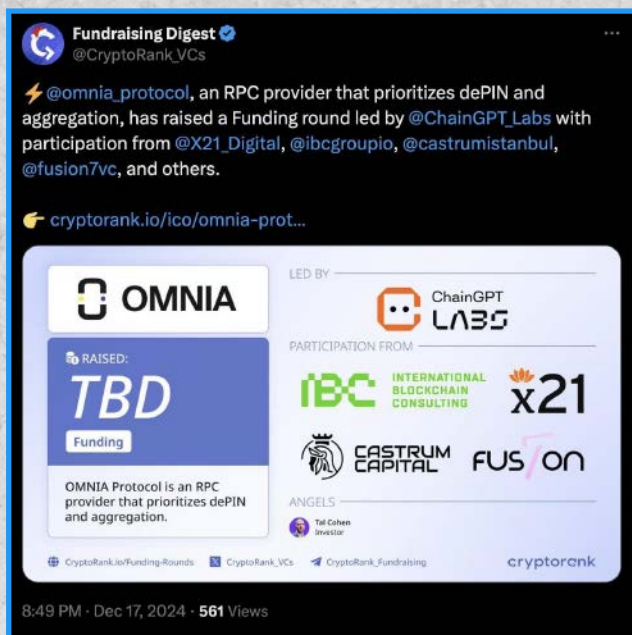 Fundraising Digest
@CryptoRank_VCs
⚡@omnia_protocol, an RPC provider that prioritizes dePIN and
aggregation, has raised a Funding round led by @ChainGPT_Labs with
participation from @X21_Digital, @ibcgroupio, @castrumistanbul,
@fusion7vc, and others.
👉 cryptorank.io/ico/omnia-prot...
OMNIA
RAISED:
TBD
Funding
OMNIA Protocol is an RPC
provider that prioritizes dePIN
and aggregation.
LED BY
ChainGPT
LABS
PARTICIPATION FROM
IBC INTERNATIONAL
BLOCKCHAIN
CONSULTING
x21
CASTRUM
CAPITAL
FUS7ON
ANGELS
Tal Cohen
Investor
CryptoRank.io/Funding-Rounds
CryptoRank_VCs
CryptoRank_Fundraising
cryptorank
8:49 PM · Dec 17, 2024 · 561 Views